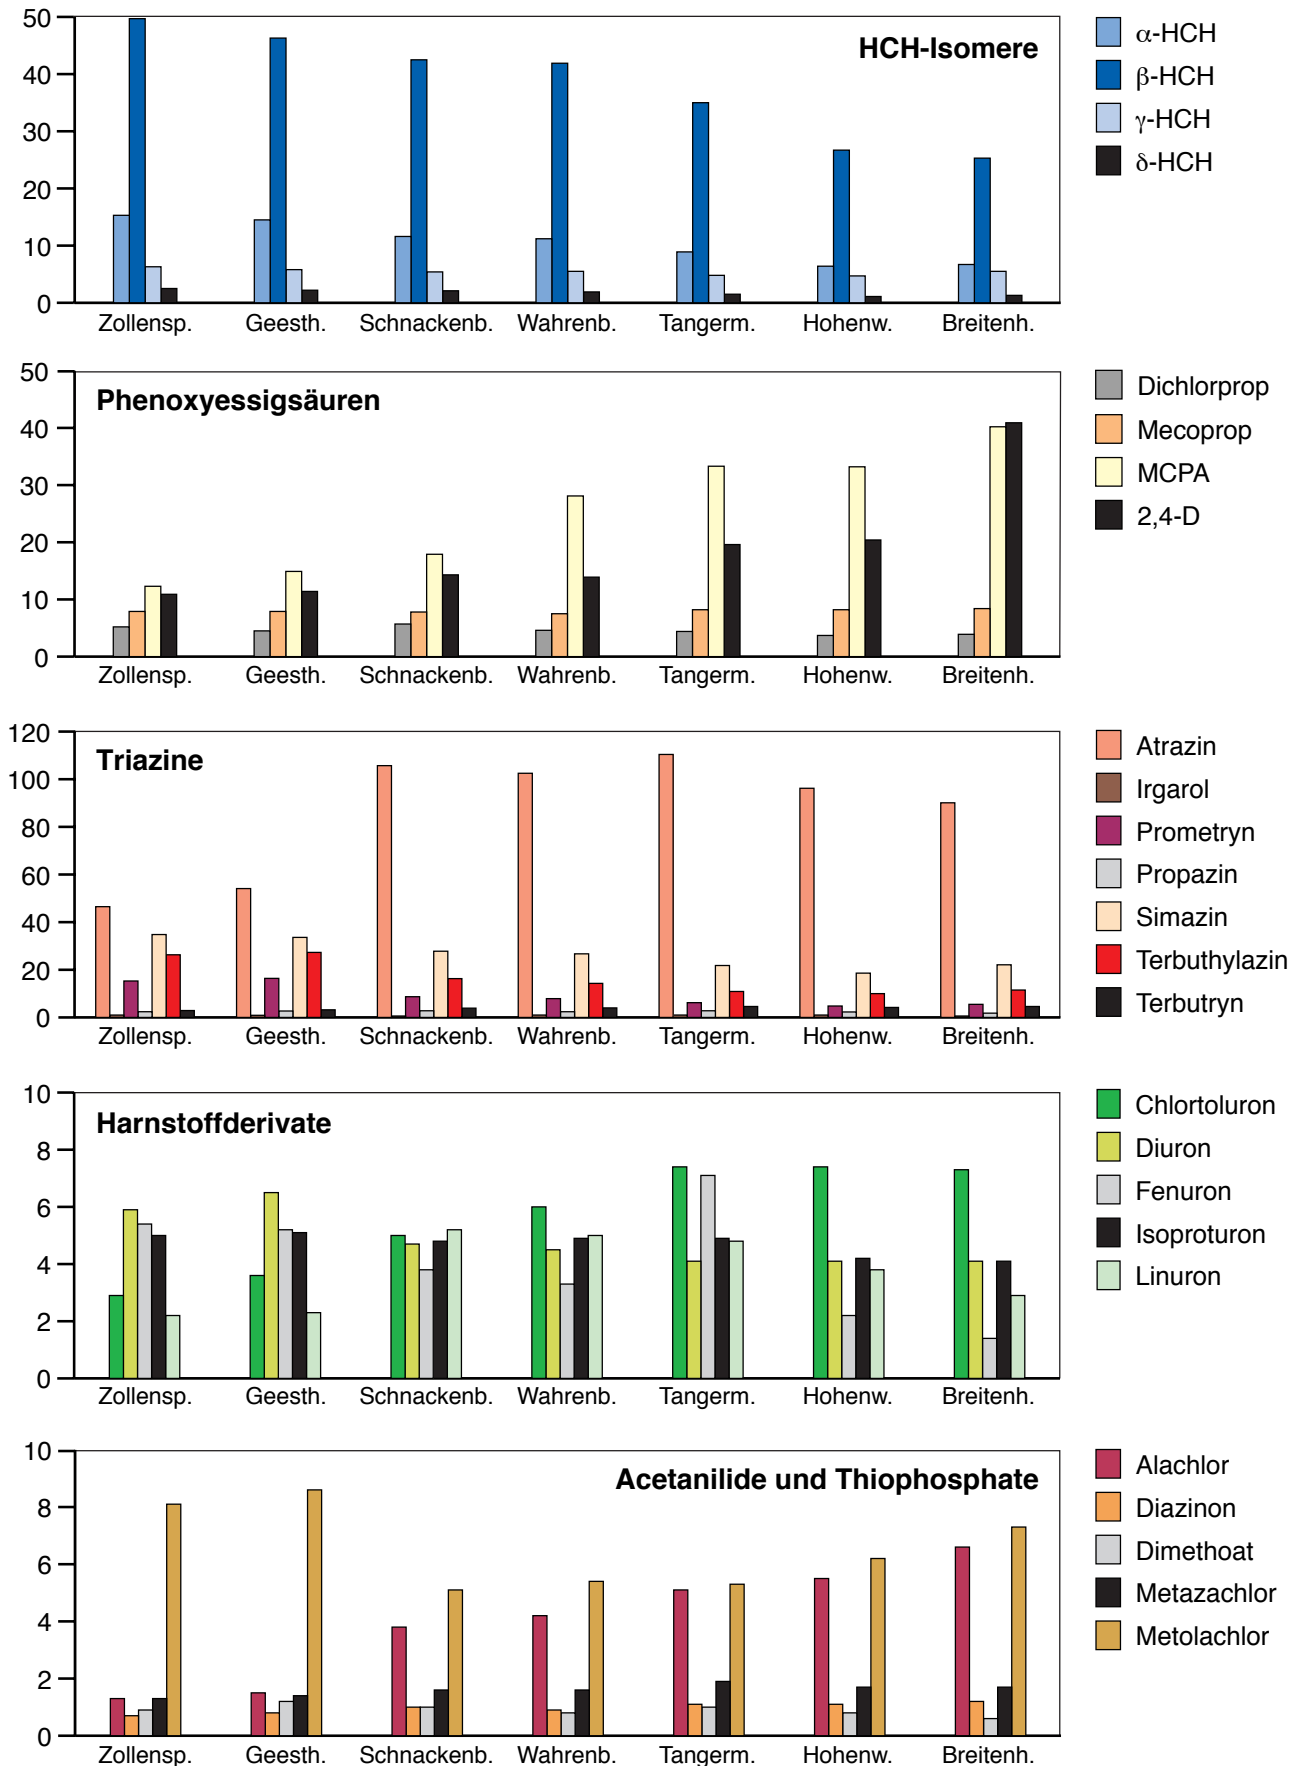 HCH-Isomere
50
40
30
20
10
0
Zollensp. Geesth. Schnackenb. Wahrenb. Tangerm. Hohenw. Breitenh.
α-HCH
β-HCH
γ-HCH
δ-HCH
Phenoxyessigsäuren
50
40
30
20
10
0
Zollensp. Geesth. Schnackenb. Wahrenb. Tangerm. Hohenw. Breitenh.
Dichlorprop
Mecoprop
MCPA
2,4-D
Triazine
120
100
80
60
40
20
0
Zollensp. Geesth. Schnackenb. Wahrenb. Tangerm. Hohenw. Breitenh.
Atrazin
Irgarol
Prometryn
Propazin
Simazin
Terbuthylazin
Terbutryn
Harnstoffderivate
10
8
6
4
2
0
Zollensp. Geesth. Schnackenb. Wahrenb. Tangerm. Hohenw. Breitenh.
Chlortoluron
Diuron
Fenuron
Isoproturon
Linuron
Acetanilide und Thiophosphate
10
8
6
4
2
0
Zollensp. Geesth. Schnackenb. Wahrenb. Tangerm. Hohenw. Breitenh.
Alachlor
Diazinon
Dimethoat
Metazachlor
Metolachlor